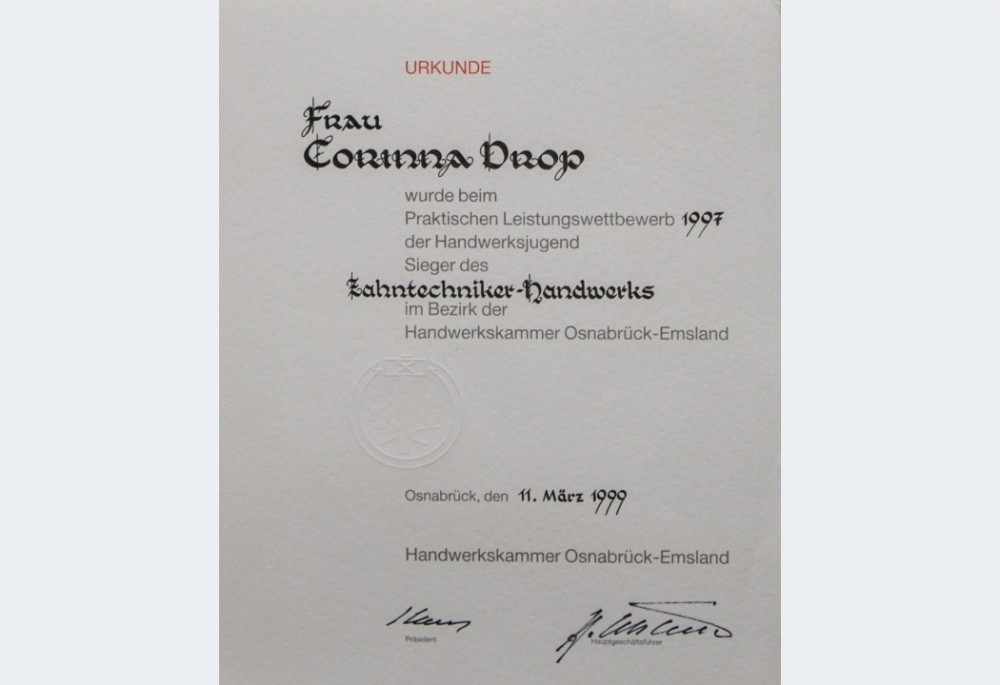 URKUNDE
Frau
Corinna Drop
wurde beim
Praktischen Leistungswettbewerb 1997
der Handwerksjugend
Sieger des
Zahntechniker-Handwerks
im Bezirk der
Handwerkskammer Osnabrück-Emsland
Osnabrück, den 11. März 1999
Handwerkskammer Osnabrück-Emsland
Präsident
Hauptgeschäftsführer